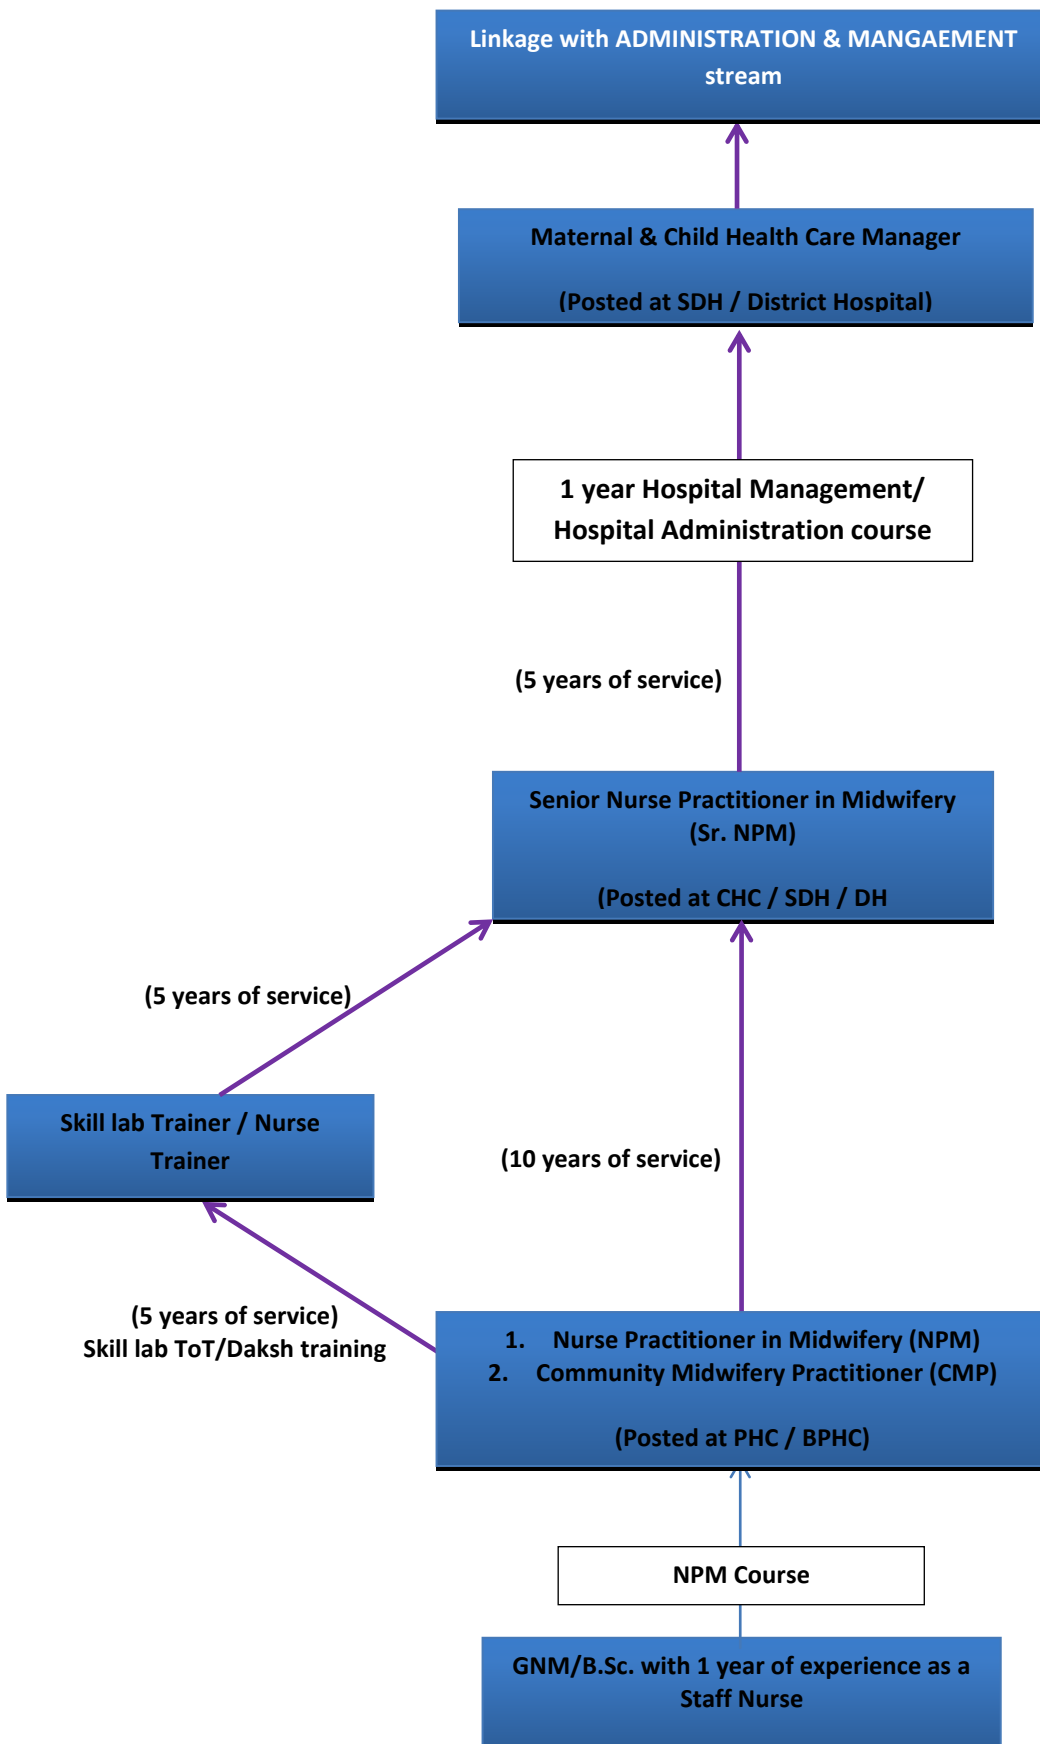 Linkage with ADMINISTRATION & MANGAEMENT
stream
Maternal & Child Health Care Manager
(Posted at SDH / District Hospital)
1 year Hospital Management/
Hospital Administration course
(5 years of service)
Senior Nurse Practitioner in Midwifery
(Sr. NPM)
(Posted at CHC / SDH / DH
(5 years of service)
Skill lab Trainer / Nurse
Trainer
(10 years of service)
(5 years of service)
Skill lab ToT/Daksh training
1. Nurse Practitioner in Midwifery (NPM)
2. Community Midwifery Practitioner (CMP)
(Posted at PHC / BPHC)
NPM Course
GNM/B.Sc. with 1 year of experience as a
Staff Nurse